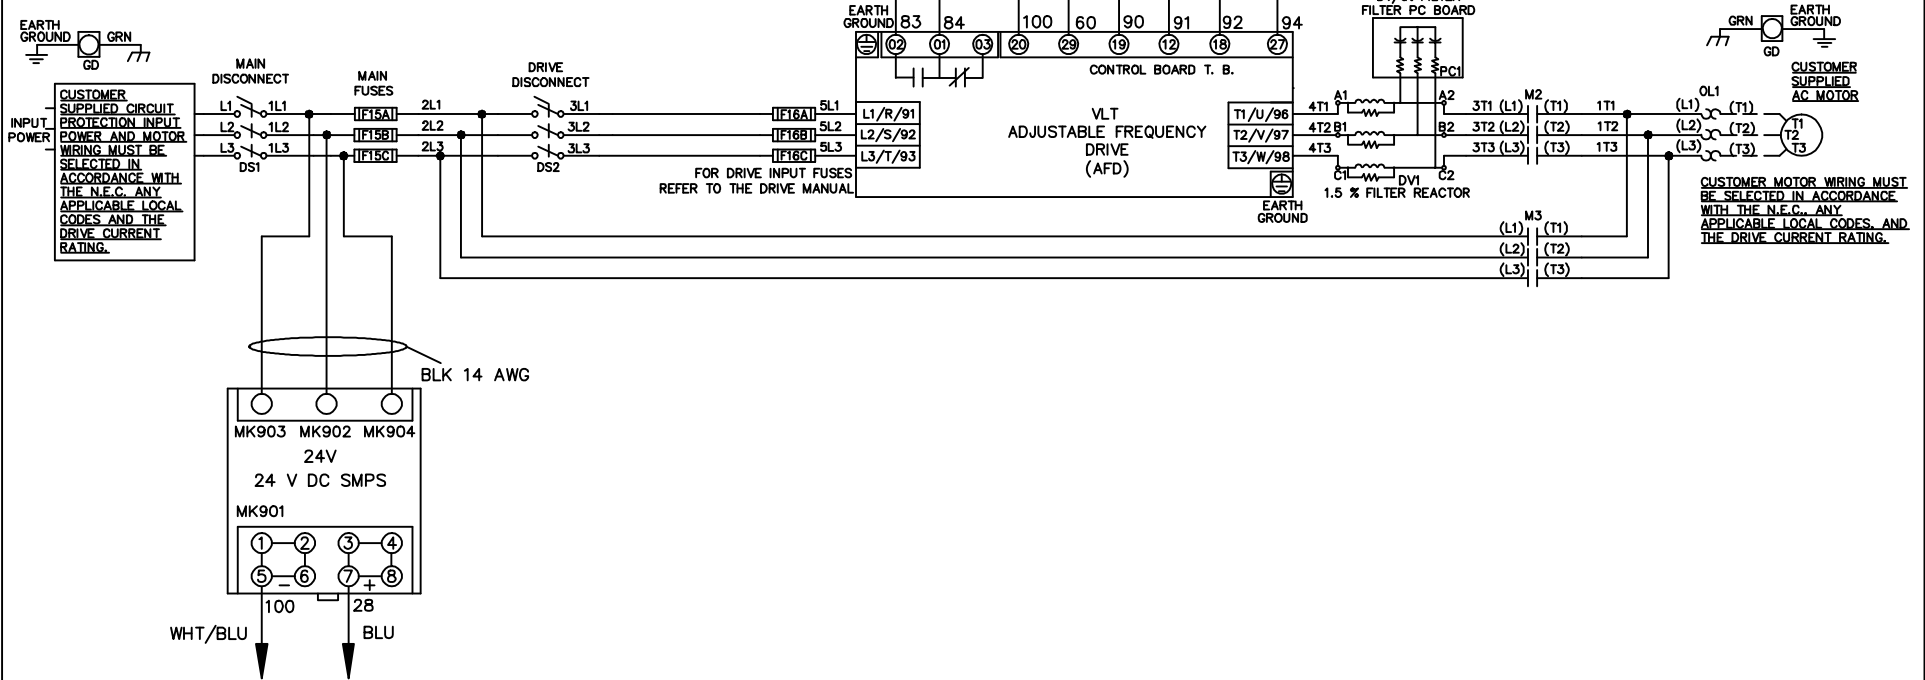 EARTH
GROUND
GRN
GD
CUSTOMER
SUPPLIED CIRCUIT
PROTECTION INPUT
POWER AND MOTOR
WIRING MUST BE
SELECTED IN
ACCORDANCE WITH
THE N.E.C. ANY
APPLICABLE LOCAL
CODES AND THE
DRIVE CURRENT
RATING.
INPUT
POWER
MAIN
DISCONNECT
L1 1L1
L2 1L2
L3 1L3
DS1
MAIN
FUSES
F15A
F15B
F15C
2L1
2L2
2L3
DRIVE
DISCONNECT
3L1
3L2
3L3
DS2
F16A 5L1
F16B 5L2
F16C 5L3
FOR DRIVE INPUT FUSES
REFER TO THE DRIVE MANUAL
EARTH
GROUND
83 84 100 60 90 91 92 94
02 01 03 20 29 19 12 18 27
CONTROL BOARD T. B.
L1/R/91
L2/S/92
L3/T/93
VLT
ADJUSTABLE FREQUENCY
DRIVE
(AFD)
T1/U/96
T2/V/97
T3/W/98
EARTH
GROUND
FILTER PC BOARD
PC1
4T1 A1 A2
4T2 B1 B2
4T3 C1 C2
DV1
1.5 % FILTER REACTOR
M2
3T1 (L1) (T1) 1T1
3T2 (L2) (T2) 1T2
3T3 (L3) (T3) 1T3
M3
(L1) (T1)
(L2) (T2)
(L3) (T3)
OL1
(L1) (T1)
(L2) (T2)
(L3) (T3)
T1
T2
T3
GRN
GD
EARTH
GROUND
CUSTOMER
SUPPLIED
AC MOTOR
CUSTOMER MOTOR WIRING MUST
BE SELECTED IN ACCORDANCE
WITH THE N.E.C., ANY
APPLICABLE LOCAL CODES, AND
THE DRIVE CURRENT RATING.
BLK 14 AWG
MK903 MK902 MK904
24V
24 V DC SMPS
MK901
1 2 3 4
5 6 7 8
- +
100 28
WHT/BLU BLU